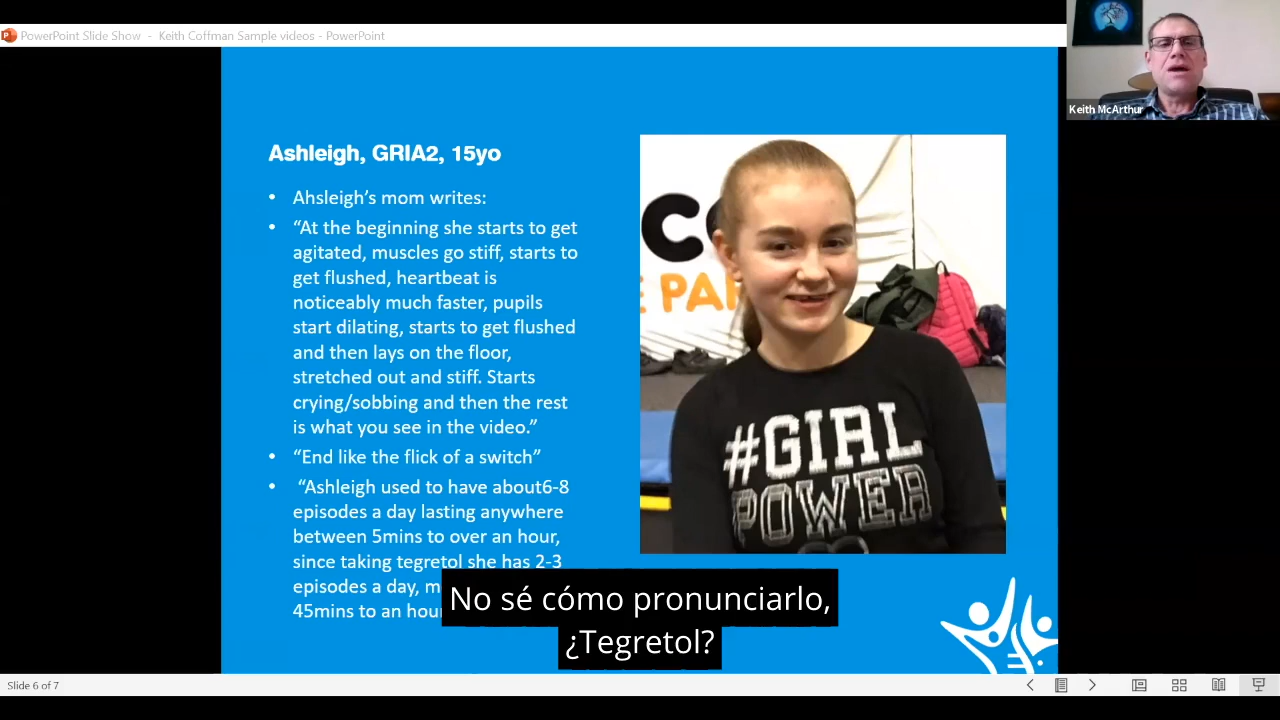 PowerPoint Slide Show - Keith Coffman Sample videos - PowerPoint
Keith McArthur
Ashleigh, GRIA2, 15yo
• Ahsleigh’s mom writes:
• “At the beginning she starts to get
agitated, muscles go stiff, starts to
get flushed, heartbeat is
noticeably much faster, pupils
start dilating, starts to get flushed
and then lays on the floor,
stretched out and stiff. Starts
crying/sobbing and then the rest
is what you see in the video.”
• “End like the flick of a switch”
• “Ashleigh used to have about6-8
episodes a day lasting anywhere
between 5mins to over an hour,
since taking tegretol she has 2-3
episodes a day,
45mins to an
#GIRL
POWER
No sé cómo pronunciarlo,
¿Tegretol?
Slide 6 of 7